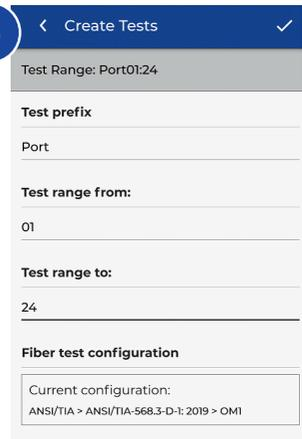 Create Tests
Test Range: Port01:24
Test prefix
Port
Test range from:
01
Test range to:
24
Fiber test configuration
Current configuration:
ANSI/TIA > ANSI/TIA-568.3-D-1: 2019 > OM1